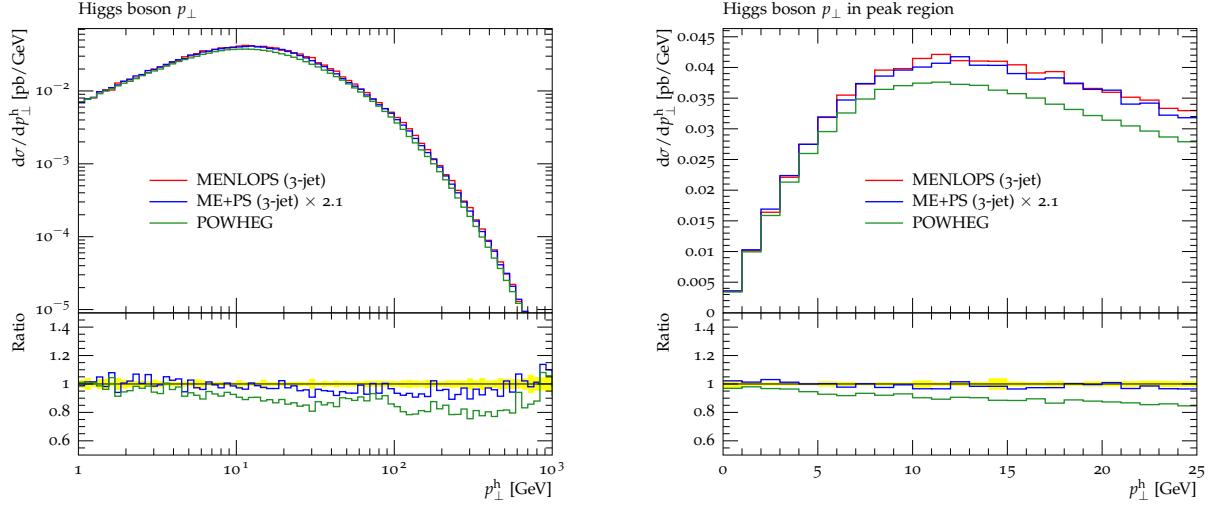 Higgs boson p⊥
dσ/dp⊥ʰ [pb/GeV]
10⁻²
10⁻³
10⁻⁴
10⁻⁵
MENLOPS (3-jet)
ME+PS (3-jet) × 2.1
POWHEG
Ratio
1.4
1.2
1
0.8
0.6
1 10¹ 10² 10³
p⊥ʰ [GeV]
Higgs boson p⊥ in peak region
dσ/dp⊥ʰ [pb/GeV]
0.045
0.04
0.035
0.03
0.025
0.02
0.015
0.01
0.005
0
MENLOPS (3-jet)
ME+PS (3-jet) × 2.1
POWHEG
Ratio
1.4
1.2
1
0.8
0.6
0 5 10 15 20 25
p⊥ʰ [GeV]